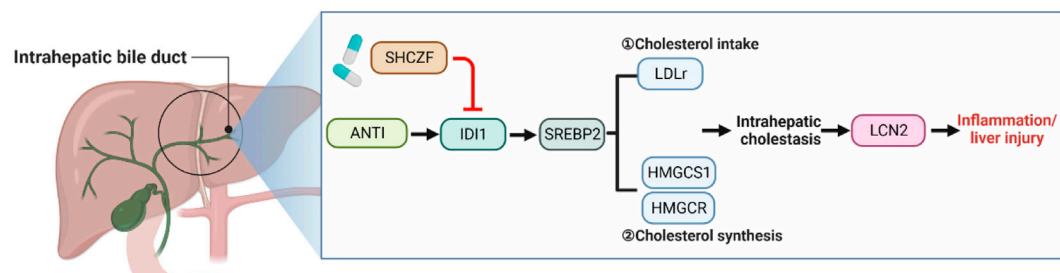 Intrahepatic bile duct
SHCZF
ANTI
IDI1
SREBP2
①Cholesterol intake
LDLr
HMGCS1
HMGCR
②Cholesterol synthesis
Intrahepatic
cholestasis
LCN2
Inflammation/
liver injury